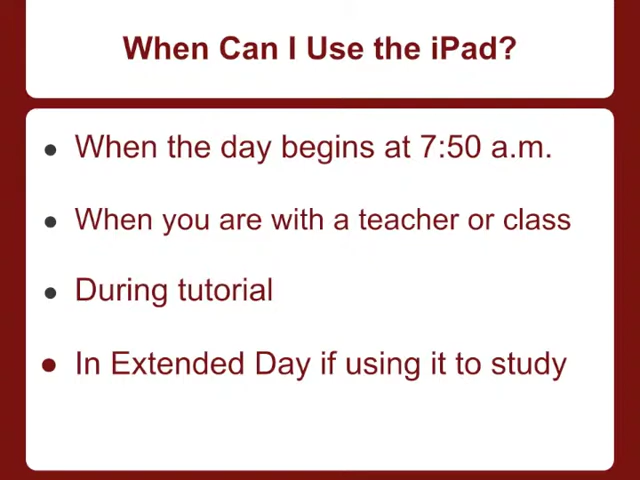 When Can I Use the iPad?
• When the day begins at 7:50 a.m.
• When you are with a teacher or class
• During tutorial
• In Extended Day if using it to study